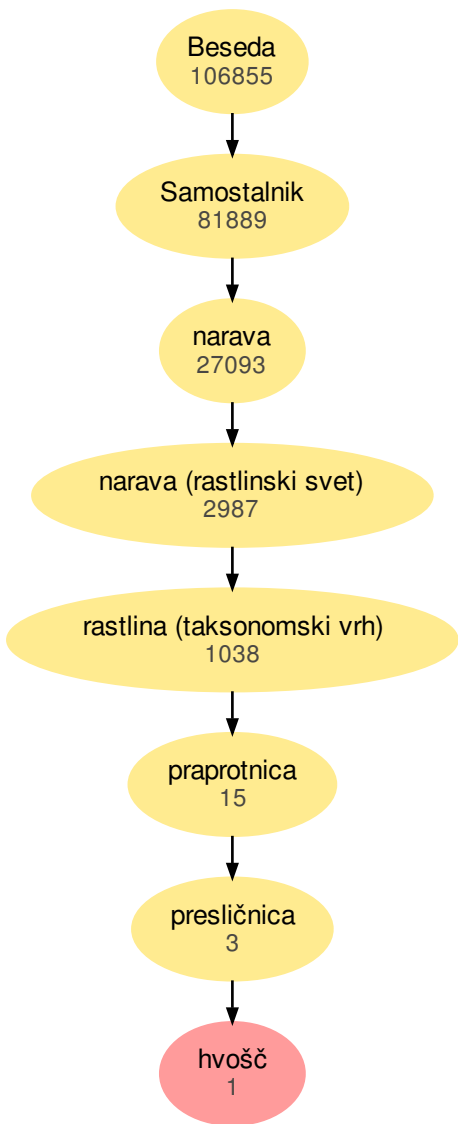 Beseda
106855
Samostalnik
81889
narava
27093
narava (rastlinski svet)
2987
rastlina (taksonomski vrh)
1038
praprotnica
15
presličnica
3
hvošč
1